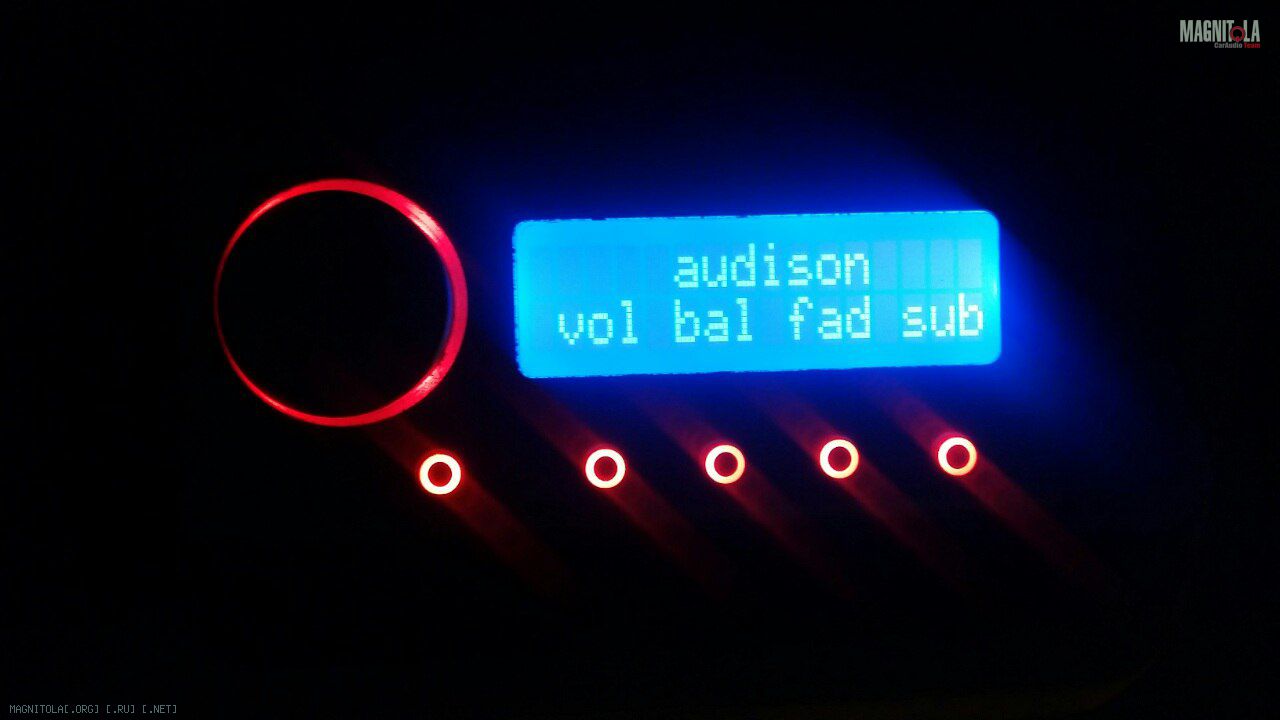 MAGNITOLA
CarAudio Team
audison
vol bal fad sub
MAGNITOLA[.ORG] [.RU] [.NET]